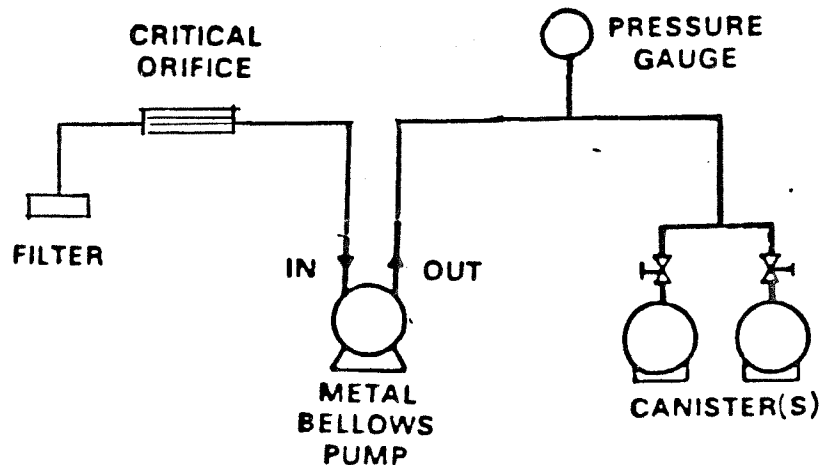 CRITICAL
ORIFICE
PRESSURE
GAUGE
FILTER
IN
OUT
METAL
BELLOWS
PUMP
CANISTER(S)